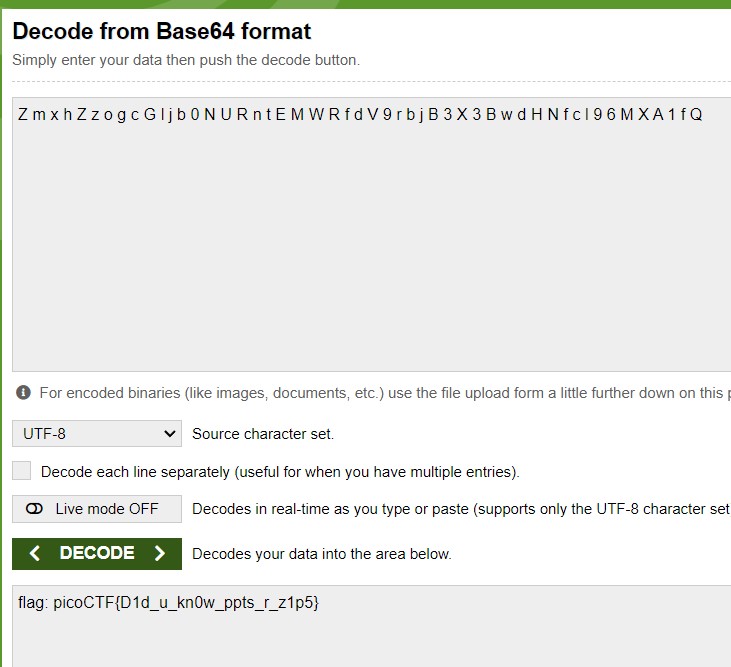 Decode from Base64 format
Simply enter your data then push the decode button.
Z m x h Z z o g c G l j b 0 N U R n t E M W R f d V 9 r b j B 3 X 3 B w d H N f c l 9 6 M X A 1 f Q
For encoded binaries (like images, documents, etc.) use the file upload form a little further down on this
UTF-8 Source character set.
Decode each line separately (useful for when you have multiple entries).
Live mode OFF Decodes in real-time as you type or paste (supports only the UTF-8 character set
< DECODE > Decodes your data into the area below.
flag: picoCTF{D1d_u_kn0w_ppts_r_z1p5}